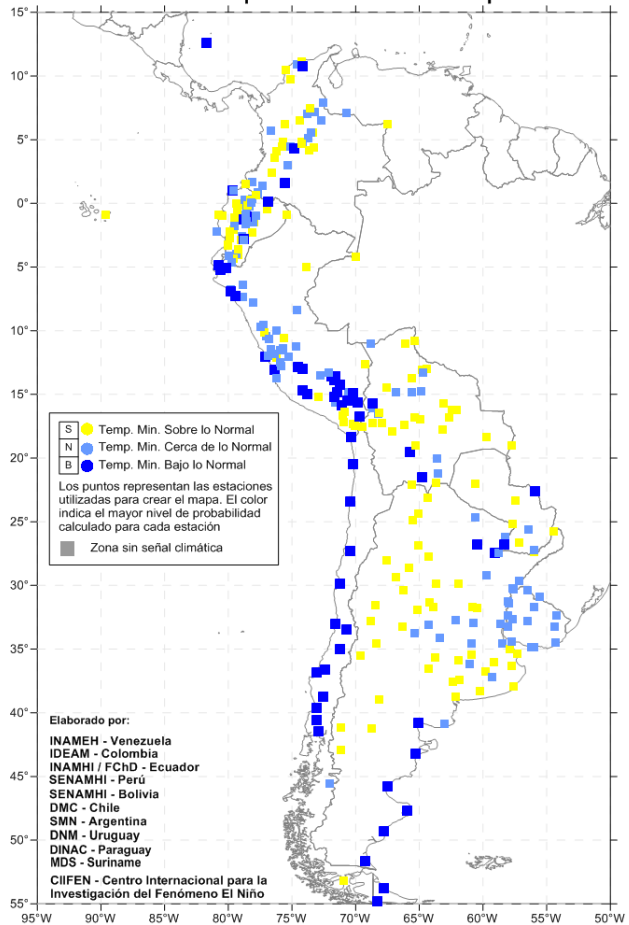 15°
10°
5°
0°
5°
10°
15°
20°
25°
30°
35°
40°
45°
50°
55°
S Temp. Min. Sobre lo Normal
N Temp. Min. Cerca de lo Normal
B Temp. Min. Bajo lo Normal
Los puntos representan las estaciones
utilizadas para crear el mapa. El color
indica el mayor nivel de probabilidad
calculado para cada estación
Zona sin señal climática
Elaborado por:
INAMEH - Venezuela
IDEAM - Colombia
INAMHI / FChD - Ecuador
SENAMHI - Perú
SENAMHI - Bolivia
DMC - Chile
SMN - Argentina
DNM - Uruguay
DINAC - Paraguay
MDS - Suriname
CIIFEN - Centro Internacional para la
Investigación del Fenómeno El Niño
95°W 90°W 85°W 80°W 75°W 70°W 65°W 60°W 55°W 50°W